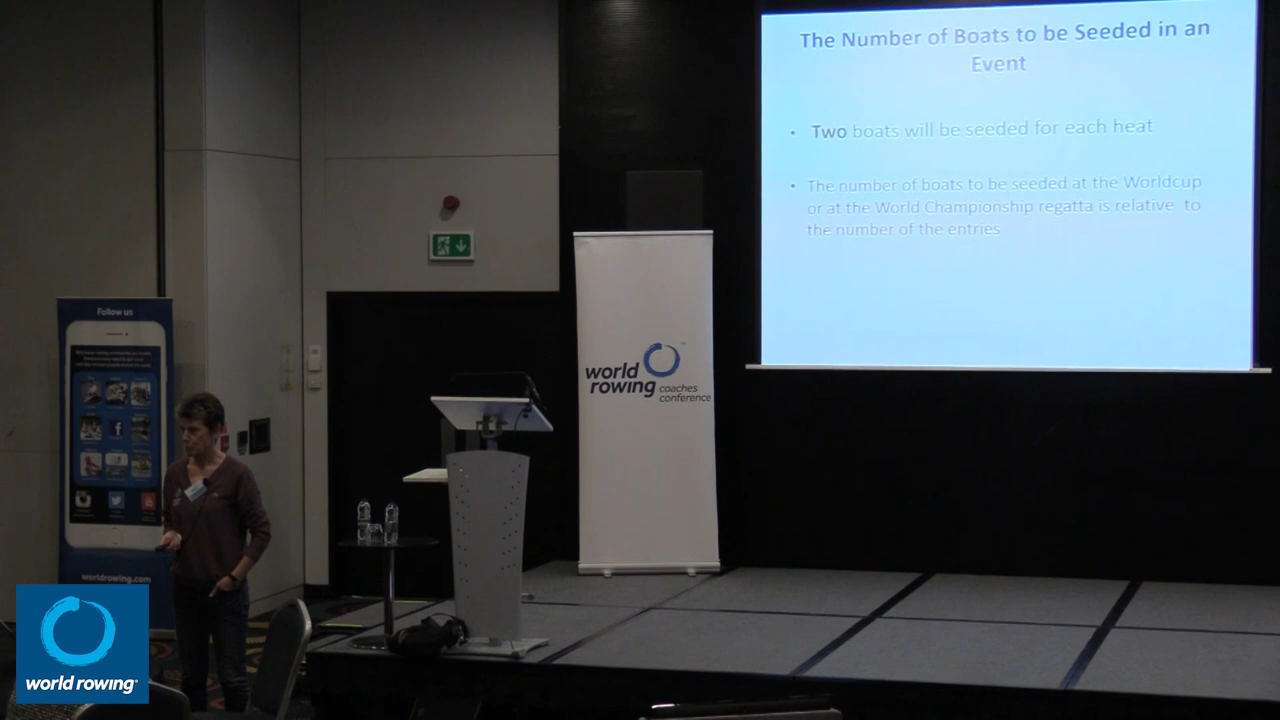 The Number of Boats to be Seeded in an
Event
• Two boats will be seeded for each heat
• The number of boats to be seeded at the Worldcup
or at the World Championship regatta is relative to
the number of the entries
world
rowing
coaches
conference
Follow us
worldrowing.com
world rowing